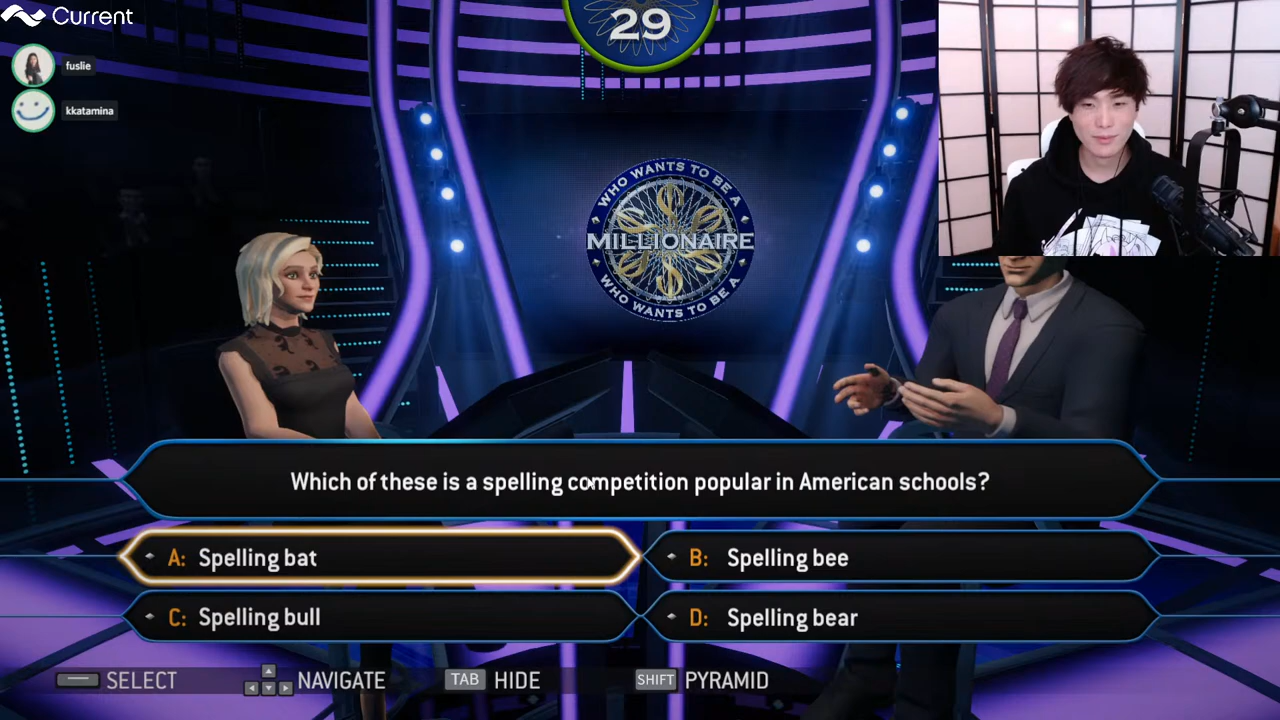 Current
29
fuslie
kkatamina
WHO WANTS TO BE A
MILLIONAIRE
WHO WANTS TO BE A
Which of these is a spelling competition popular in American schools?
A: Spelling bat
B: Spelling bee
C: Spelling bull
D: Spelling bear
SELECT NAVIGATE TAB HIDE SHIFT PYRAMID